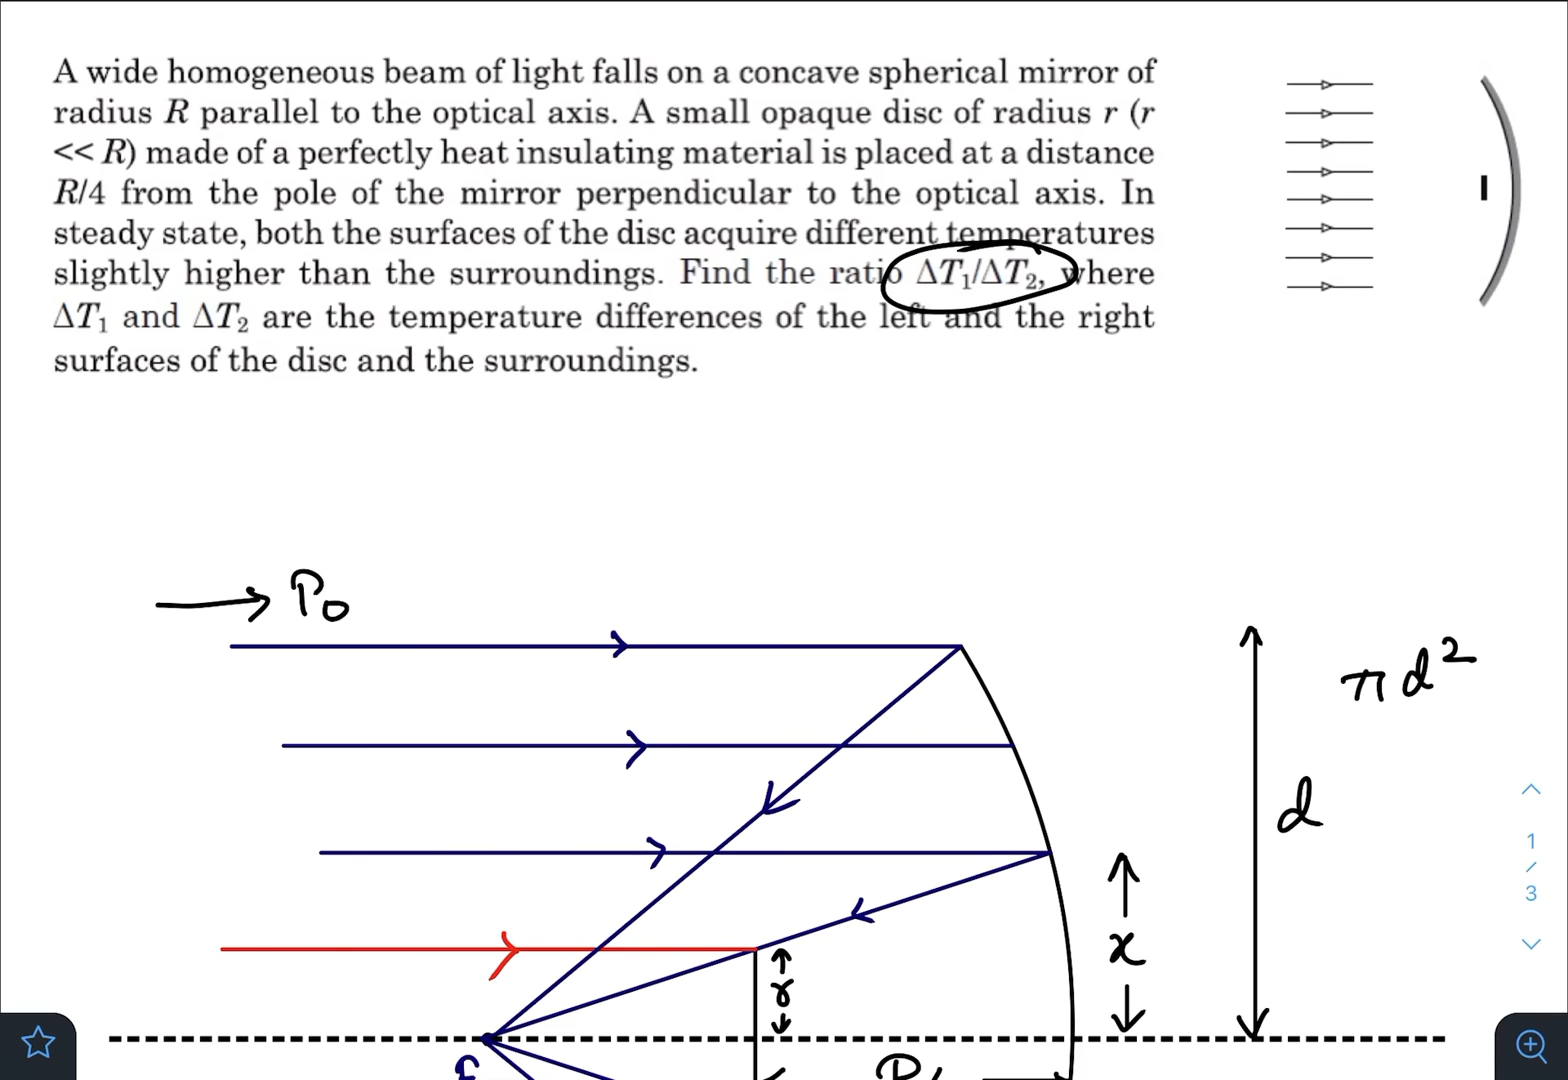 A wide homogeneous beam of light falls on a concave spherical mirror of
radius R parallel to the optical axis. A small opaque disc of radius r (r
<< R) made of a perfectly heat insulating material is placed at a distance
R/4 from the pole of the mirror perpendicular to the optical axis. In
steady state, both the surfaces of the disc acquire different temperatures
slightly higher than the surroundings. Find the ratio ΔT₁/ΔT₂, where
ΔT₁ and ΔT₂ are the temperature differences of the left and the right
surfaces of the disc and the surroundings.
P₀
πd²
d
x
r
1
/
3